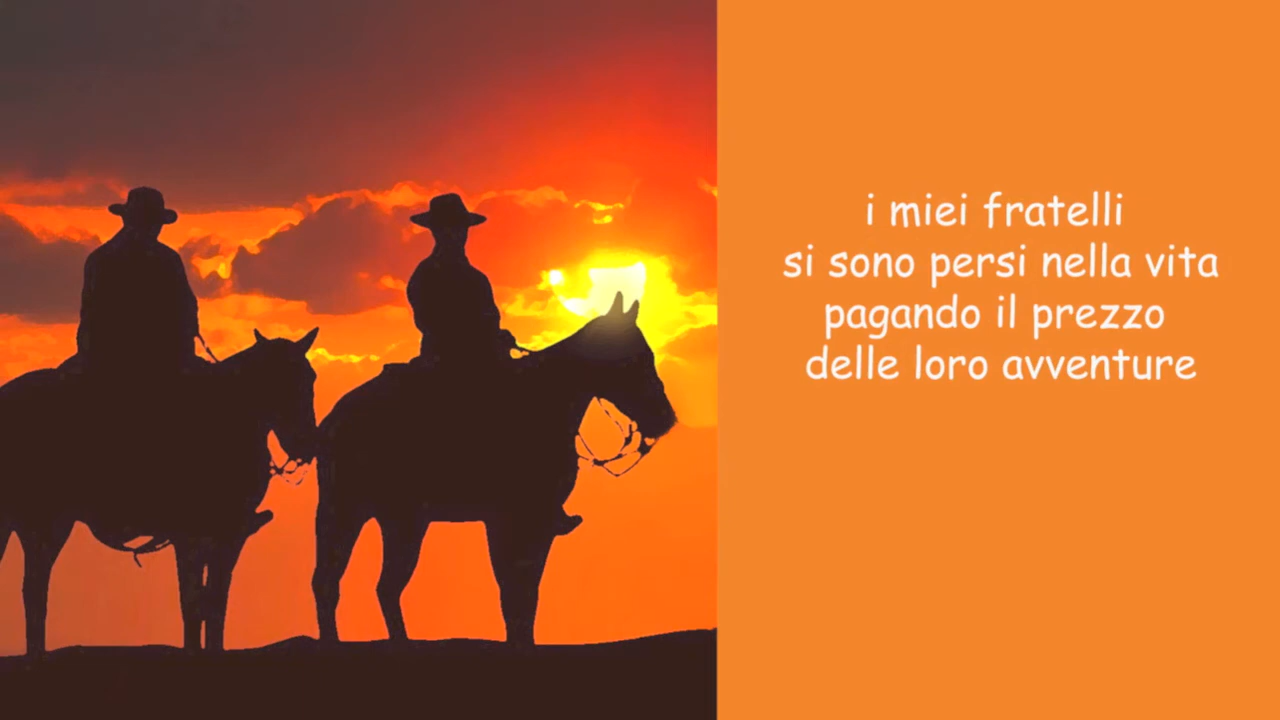 i miei fratelli
si sono persi nella vita
pagando il prezzo
delle loro avventure